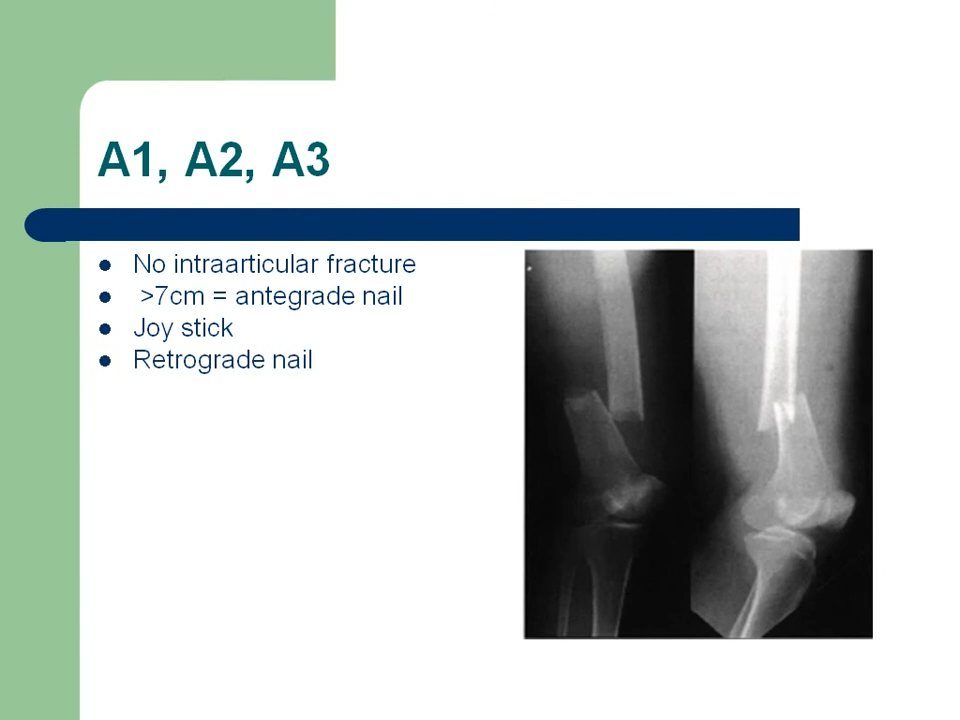 A1, A2, A3
No intraarticular fracture
>7cm = antegrade nail
Joy stick
Retrograde nail